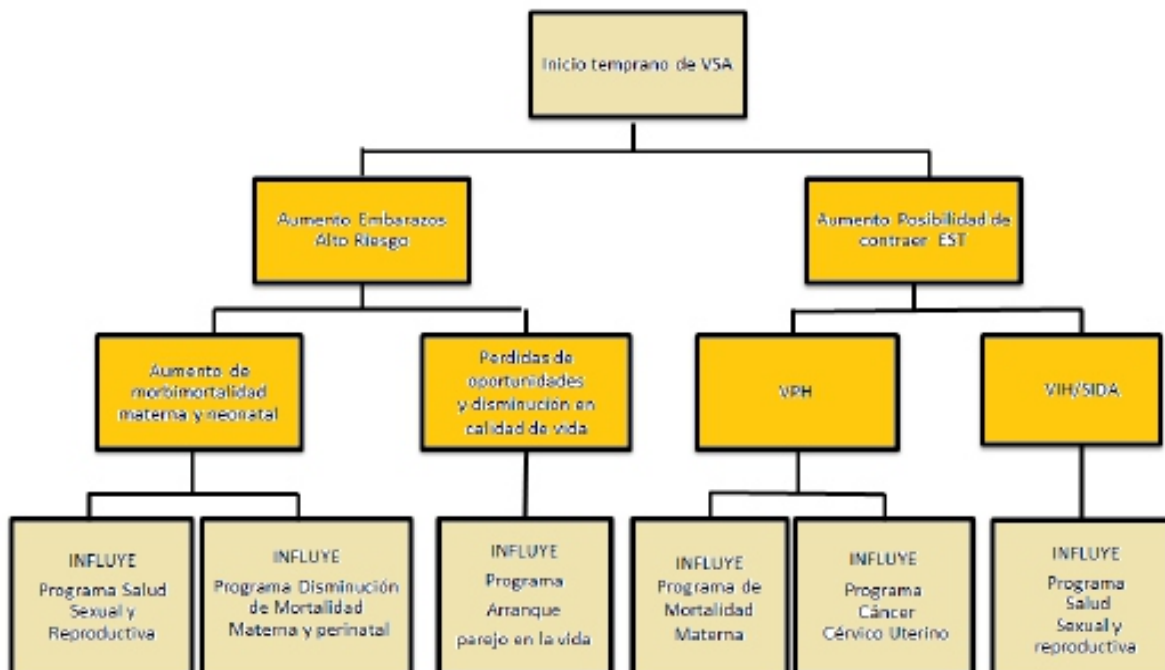 Inicio temprano de VSA
Aumento Embarazos
Alto Riesgo
Aumento Posibilidad de
contraer EST
Aumento de
morbimortalidad
materna y neonatal
Perdidas de
oportunidades
y disminución en
calidad de vida
VPH
VIH/SIDA
INFLUYE
Programa Salud
Sexual y
Reproductiva
INFLUYE
Programa Disminución
de Mortalidad
Materna y perinatal
INFLUYE
Programa
Arranque
parejo en la vida
INFLUYE
Programa de
Mortalidad
Materna
INFLUYE
Programa
Cáncer
Cérvico Uterino
INFLUYE
Programa
Salud
Sexual y
reproductiva